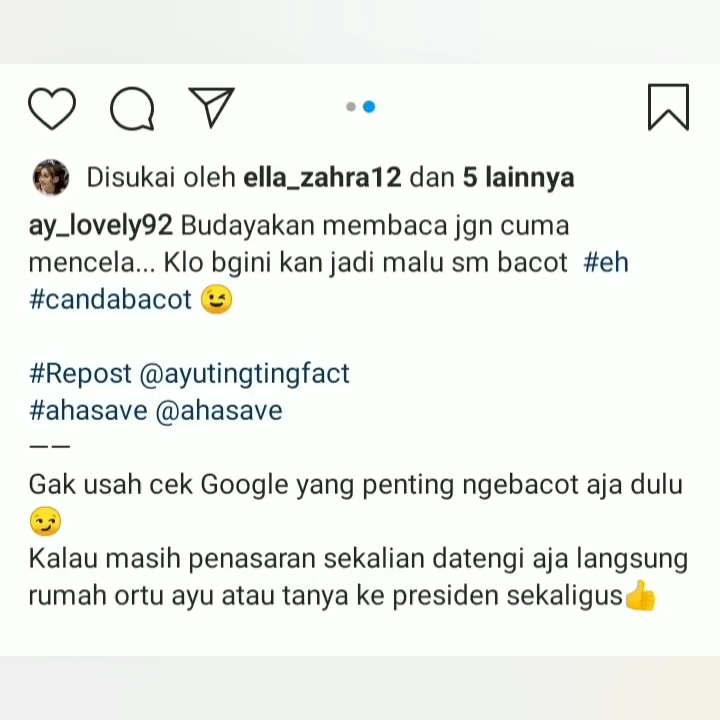 Disukai oleh ella_zahra12 dan 5 lainnya
ay_lovely92 Budayakan membaca jgn cuma
mencela... Klo bgini kan jadi malu sm bacot #eh
#candabacot 😉
#Repost @ayutingtingfact
#ahasave @ahasave
——
Gak usah cek Google yang penting ngebacot aja dulu
😏
Kalau masih penasaran sekalian datengi aja langsung
rumah ortu ayu atau tanya ke presiden sekaligus👍